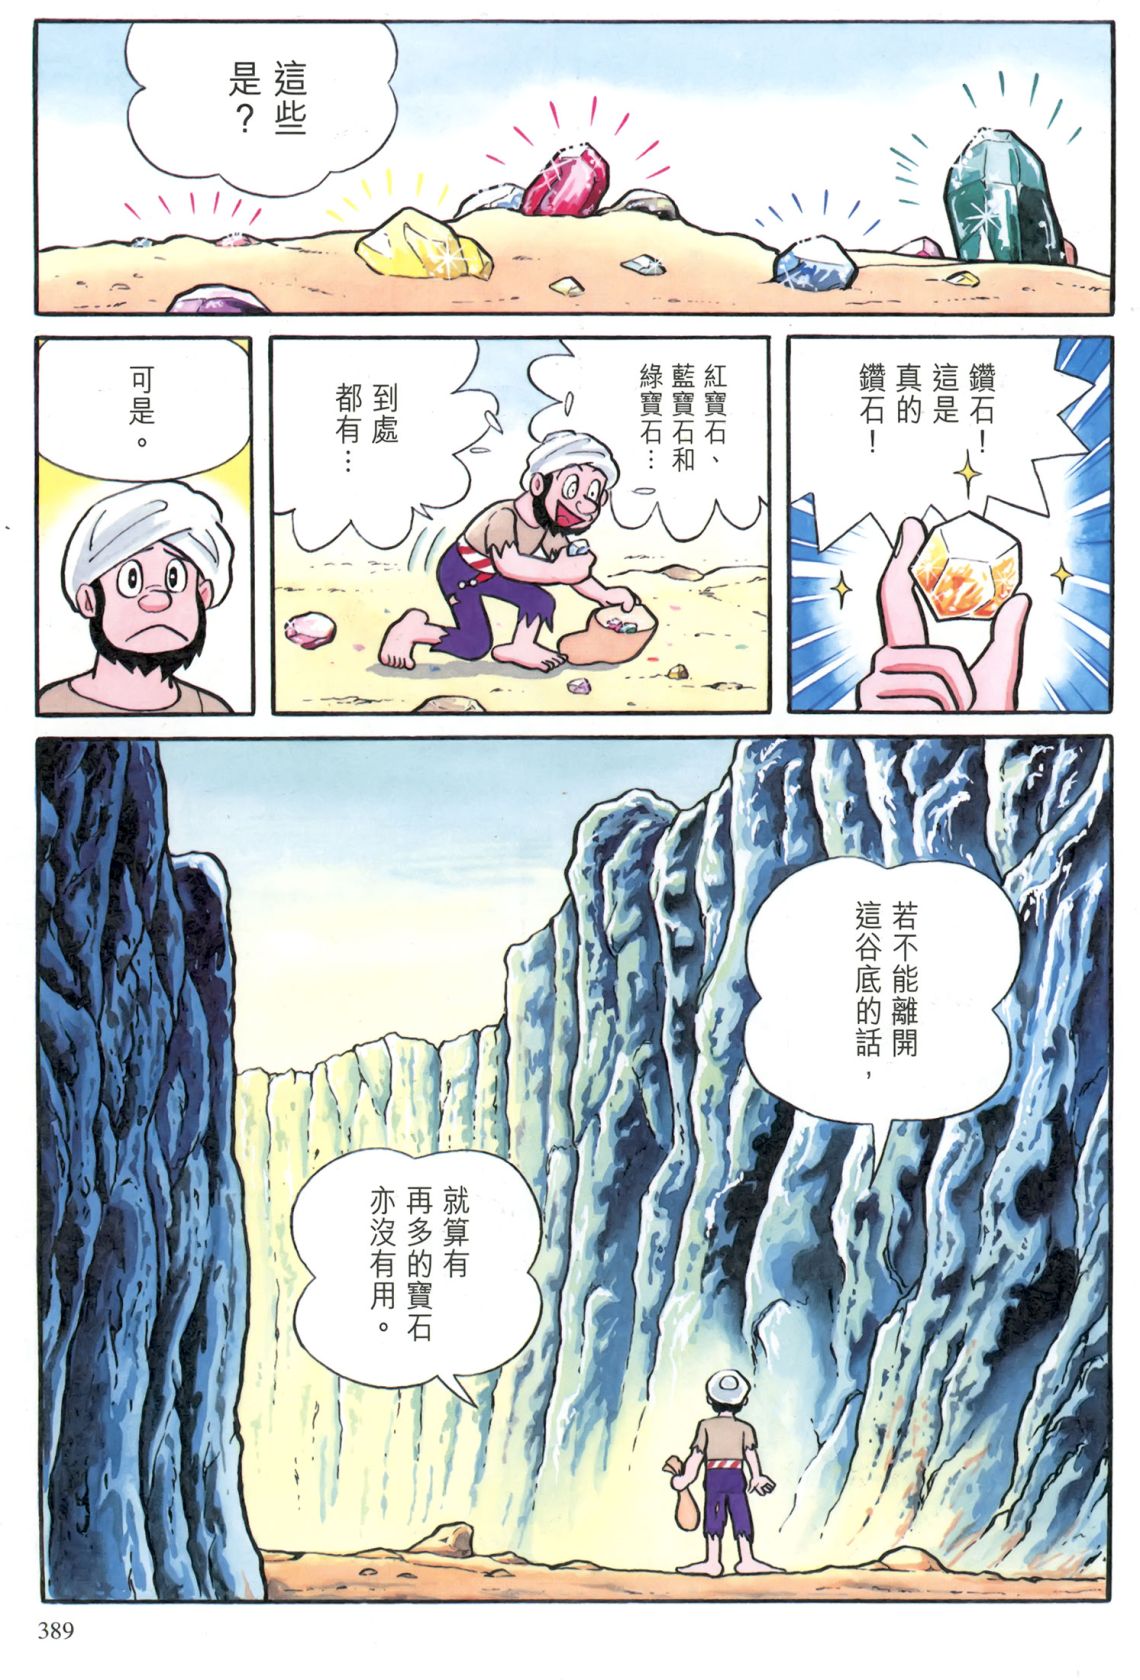 這些
是？
鑽石！
這是
真的
鑽石！
紅寶石、
藍寶石和
綠寶石…
到處
都有…
可是。
若不能離開
這谷底的話，
就算有
再多的寶石
亦沒有用。
389